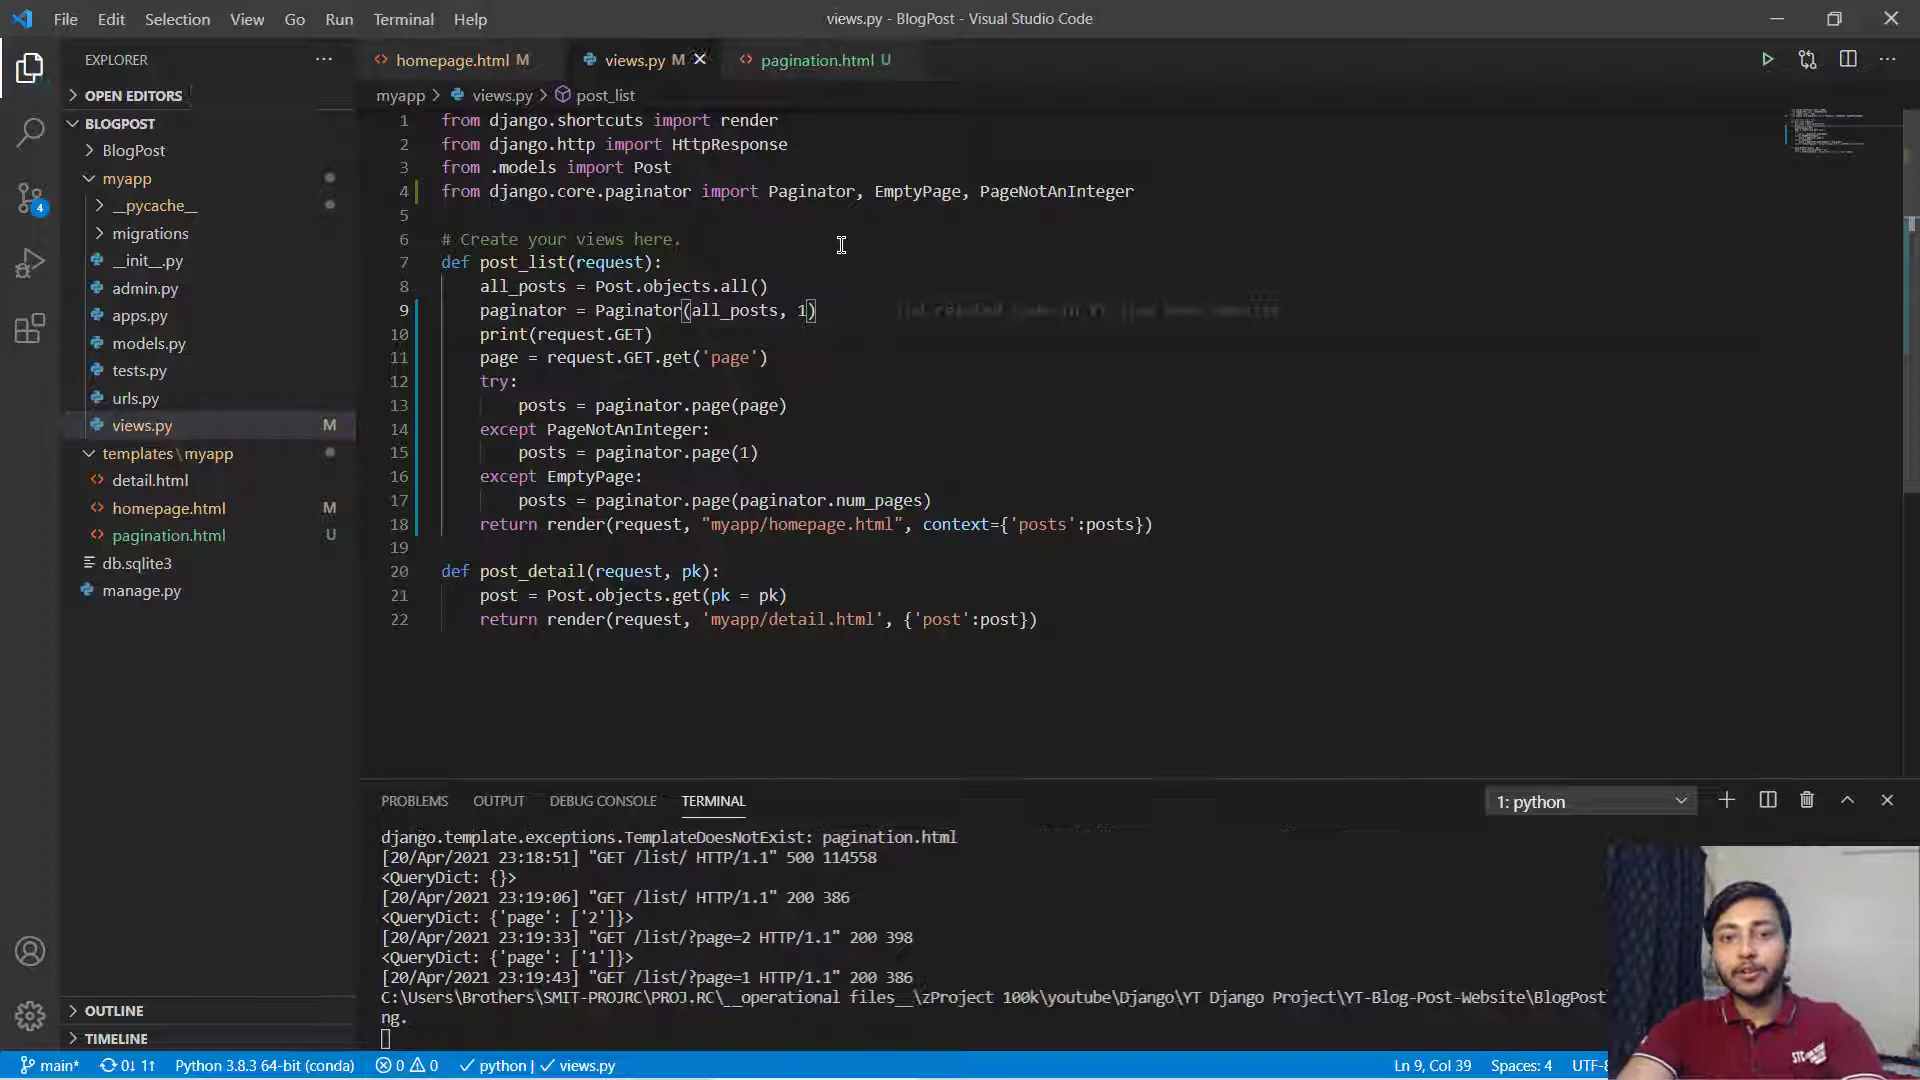 File Edit Selection View Go Run Terminal Help
views.py - BlogPost - Visual Studio Code
EXPLORER
OPEN EDITORS
BLOGPOST
BlogPost
myapp
__pycache__
migrations
__init__.py
admin.py
apps.py
models.py
tests.py
urls.py
views.py M
templates\myapp
detail.html
homepage.html M
pagination.html U
db.sqlite3
manage.py
OUTLINE
TIMELINE
4
homepage.html M
views.py M
pagination.html U
myapp > views.py > post_list
1 from django.shortcuts import render
2 from django.http import HttpResponse
3 from .models import Post
4 from django.core.paginator import Paginator, EmptyPage, PageNotAnInteger
5
6 # Create your views here.
7 def post_list(request):
8 all_posts = Post.objects.all()
9 paginator = Paginator(all_posts, 1)
10 print(request.GET)
11 page = request.GET.get('page')
12 try:
13 posts = paginator.page(page)
14 except PageNotAnInteger:
15 posts = paginator.page(1)
16 except EmptyPage:
17 posts = paginator.page(paginator.num_pages)
18 return render(request, "myapp/homepage.html", context={'posts':posts})
19
20 def post_detail(request, pk):
21 post = Post.objects.get(pk = pk)
22 return render(request, 'myapp/detail.html', {'post':post})
PROBLEMS OUTPUT DEBUG CONSOLE TERMINAL
1: python
django.template.exceptions.TemplateDoesNotExist: pagination.html
[20/Apr/2021 23:18:51] "GET /list/ HTTP/1.1" 500 114558
<QueryDict: {}>
[20/Apr/2021 23:19:06] "GET /list/ HTTP/1.1" 200 386
<QueryDict: {'page': ['2']}>
[20/Apr/2021 23:19:33] "GET /list/?page=2 HTTP/1.1" 200 398
<QueryDict: {'page': ['1']}>
[20/Apr/2021 23:19:43] "GET /list/?page=1 HTTP/1.1" 200 386
C:\Users\Brothers\SMIT-PROJRC\PROJ.RC\__operational files__\zProject 100k\youtube\Django\YT Django Project\YT-Blog-Post-Website\BlogPost
ng.
main* 0↓ 1↑ Python 3.8.3 64-bit (conda) 0 0 python | views.py
Ln 9, Col 39 Spaces: 4 UTF-8